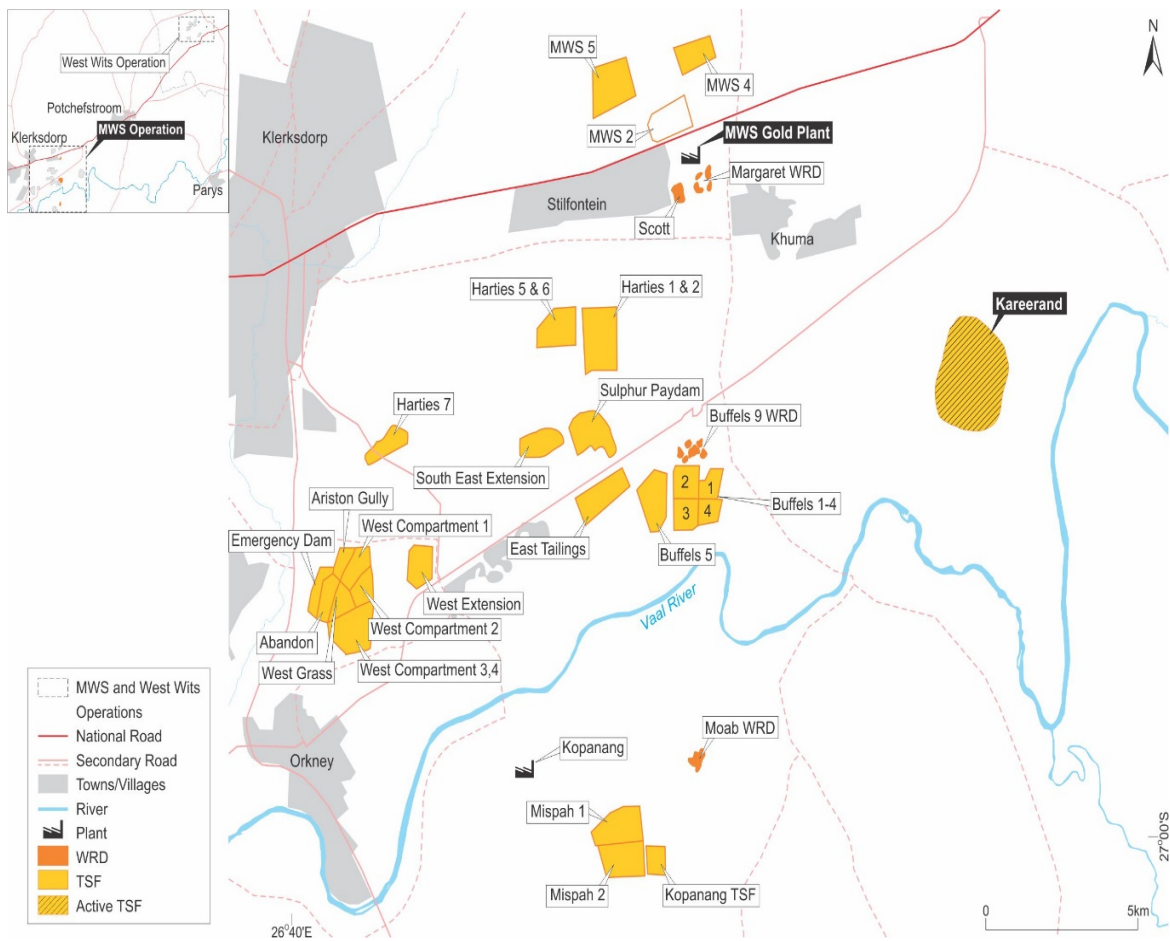 West Wits Operation
Potchefstroom
MWS Operation
Klerksdorp
Parys
N
MWS 5
MWS 4
MWS 2
MWS Gold Plant
Klerksdorp
Margaret WRD
Stilfontein
Scott
Khuma
Harties 5 & 6
Harties 1 & 2
Kareerand
Sulphur Paydam
Harties 7
Buffels 9 WRD
South East Extension
2
1
3
4
Buffels 1-4
Ariston Gully
West Compartment 1
Emergency Dam
East Tailings
Buffels 5
West Extension
Vaal River
West Compartment 2
Abandon
West Grass
West Compartment 3,4
Moab WRD
Kopanang
Orkney
Mispah 1
Mispah 2
Kopanang TSF
MWS and West Wits
Operations
National Road
Secondary Road
Towns/Villages
River
Plant
WRD
TSF
Active TSF
26°40'E
27°00'S
0
5km